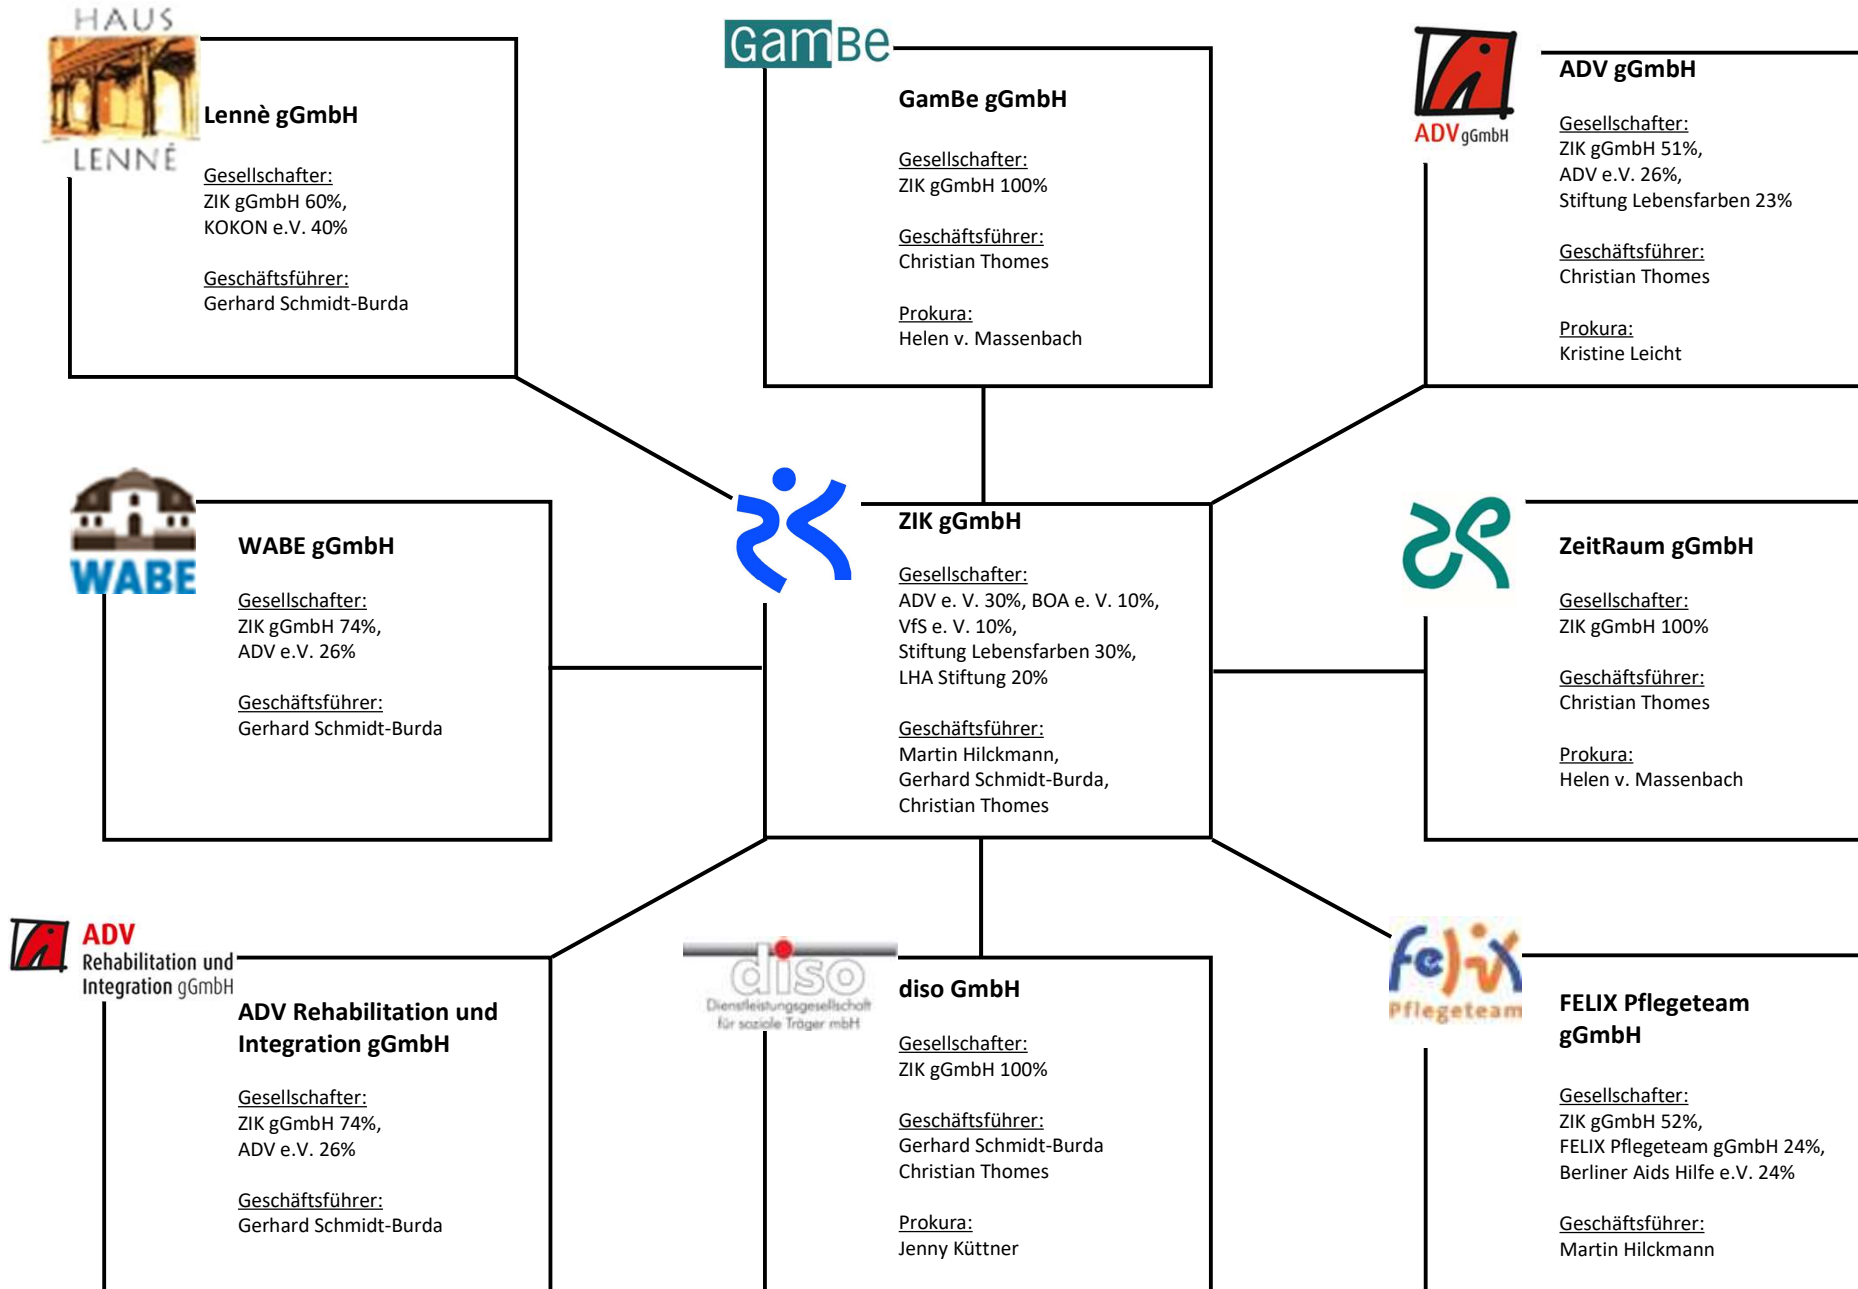 HAUS
LENNÉ
Lennè gGmbH
Gesellschafter:
ZIK gGmbH 60%,
KOKON e.V. 40%
Geschäftsführer:
Gerhard Schmidt-Burda
GamBe
GamBe gGmbH
Gesellschafter:
ZIK gGmbH 100%
Geschäftsführer:
Christian Thomes
Prokura:
Helen v. Massenbach
ADV gGmbH
ADV gGmbH
Gesellschafter:
ZIK gGmbH 51%,
ADV e.V. 26%,
Stiftung Lebensfarben 23%
Geschäftsführer:
Christian Thomes
Prokura:
Kristine Leicht
WABE
WABE gGmbH
Gesellschafter:
ZIK gGmbH 74%,
ADV e.V. 26%
Geschäftsführer:
Gerhard Schmidt-Burda
ZIK gGmbH
Gesellschafter:
ADV e. V. 30%, BOA e. V. 10%,
VfS e. V. 10%,
Stiftung Lebensfarben 30%,
LHA Stiftung 20%
Geschäftsführer:
Martin Hilckmann,
Gerhard Schmidt-Burda,
Christian Thomes
ZeitRaum gGmbH
Gesellschafter:
ZIK gGmbH 100%
Geschäftsführer:
Christian Thomes
Prokura:
Helen v. Massenbach
ADV
Rehabilitation und
Integration gGmbH
ADV Rehabilitation und
Integration gGmbH
Gesellschafter:
ZIK gGmbH 74%,
ADV e.V. 26%
Geschäftsführer:
Gerhard Schmidt-Burda
diso
Dienstleistungsgesellschaft
für soziale Träger mbH
diso GmbH
Gesellschafter:
ZIK gGmbH 100%
Geschäftsführer:
Gerhard Schmidt-Burda
Christian Thomes
Prokura:
Jenny Küttner
Felix
Pflegeteam
FELIX Pflegeteam
gGmbH
Gesellschafter:
ZIK gGmbH 52%,
FELIX Pflegeteam gGmbH 24%,
Berliner Aids Hilfe e.V. 24%
Geschäftsführer:
Martin Hilckmann